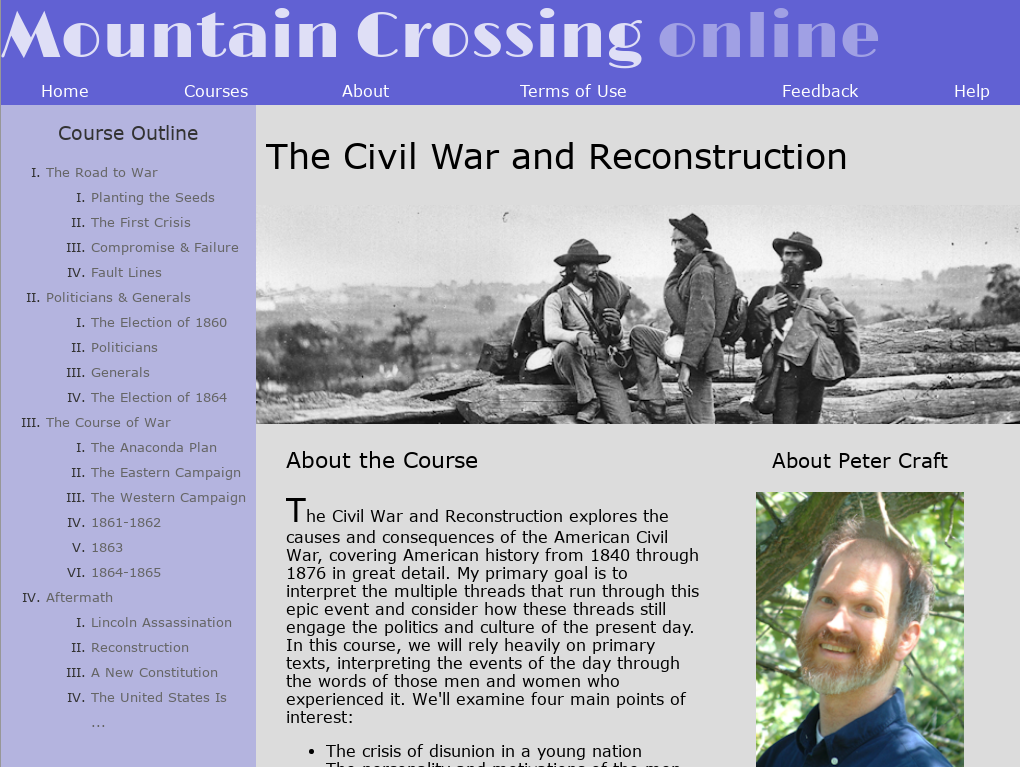 Mountain Crossing online
Home Courses About Terms of Use Feedback Help
Course Outline
I. The Road to War
I. Planting the Seeds
II. The First Crisis
III. Compromise & Failure
IV. Fault Lines
II. Politicians & Generals
I. The Election of 1860
II. Politicians
III. Generals
IV. The Election of 1864
III. The Course of War
I. The Anaconda Plan
II. The Eastern Campaign
III. The Western Campaign
IV. 1861-1862
V. 1863
VI. 1864-1865
IV. Aftermath
I. Lincoln Assassination
II. Reconstruction
III. A New Constitution
IV. The United States Is
...
The Civil War and Reconstruction
About the Course
The Civil War and Reconstruction explores the
causes and consequences of the American Civil
War, covering American history from 1840 through
1876 in great detail. My primary goal is to
interpret the multiple threads that run through this
epic event and consider how these threads still
engage the politics and culture of the present day.
In this course, we will rely heavily on primary
texts, interpreting the events of the day through
the words of those men and women who
experienced it. We'll examine four main points of
interest:
• The crisis of disunion in a young nation
The personality and motivations of the men
About Peter Craft